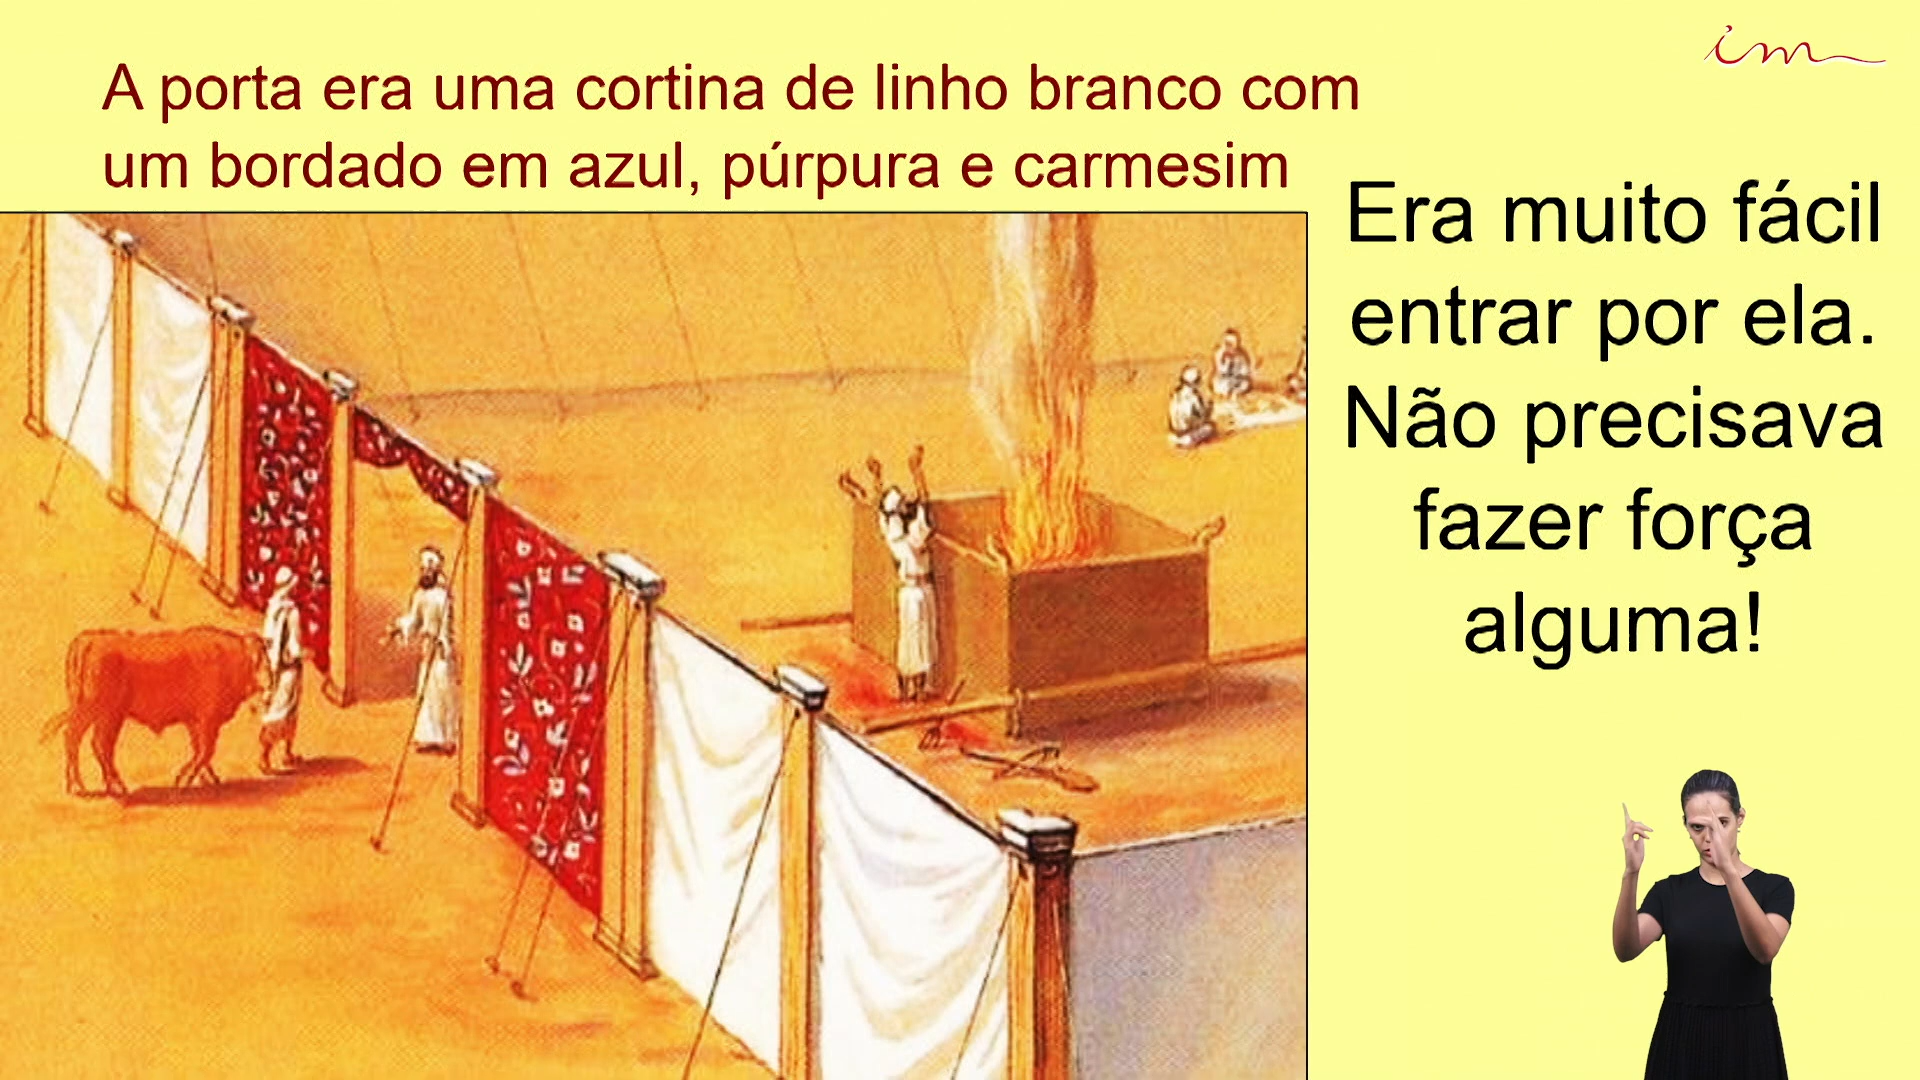 im
A porta era uma cortina de linho branco com
um bordado em azul, púrpura e carmesim
Era muito fácil
entrar por ela.
Não precisava
fazer força
alguma!